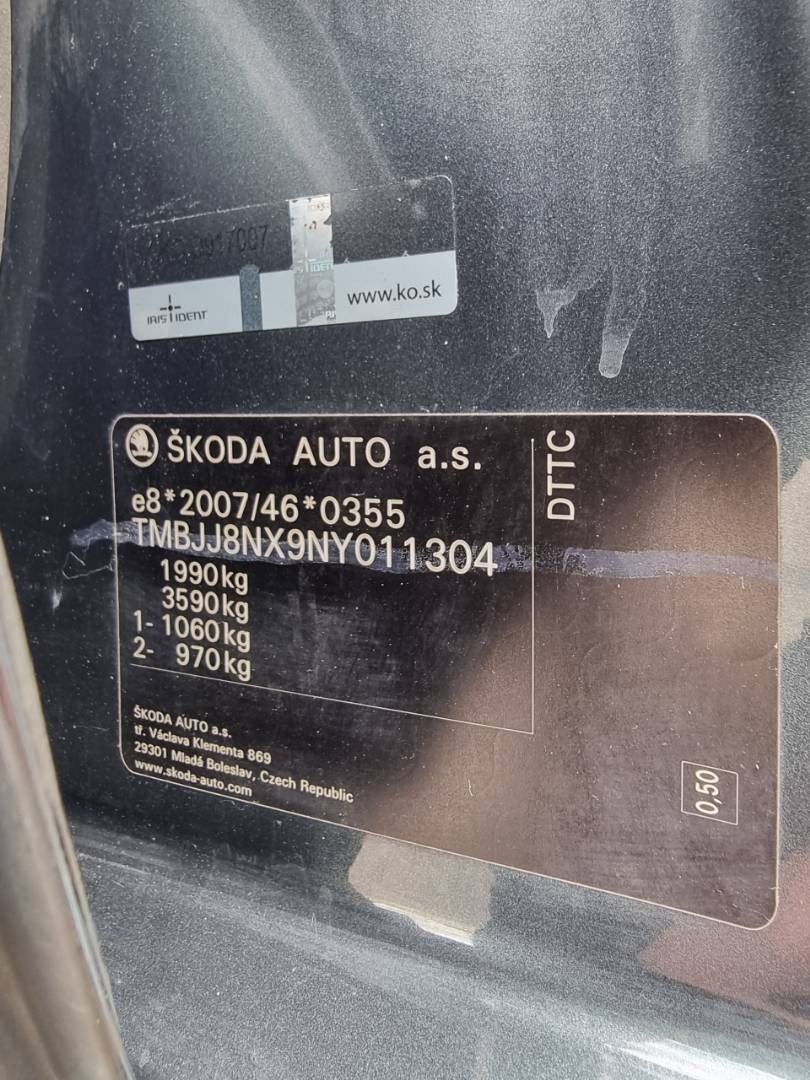 IRIS IDENT
www.ko.sk
ŠKODA AUTO a.s.
DTTC
e8*2007/46*0355
TMBJJ8NX9NY011304
1990kg
3590kg
1- 1060kg
2- 970kg
ŠKODA AUTO a.s.
tř. Václava Klementa 869
29301 Mladá Boleslav, Czech Republic
www.skoda-auto.com
0,50